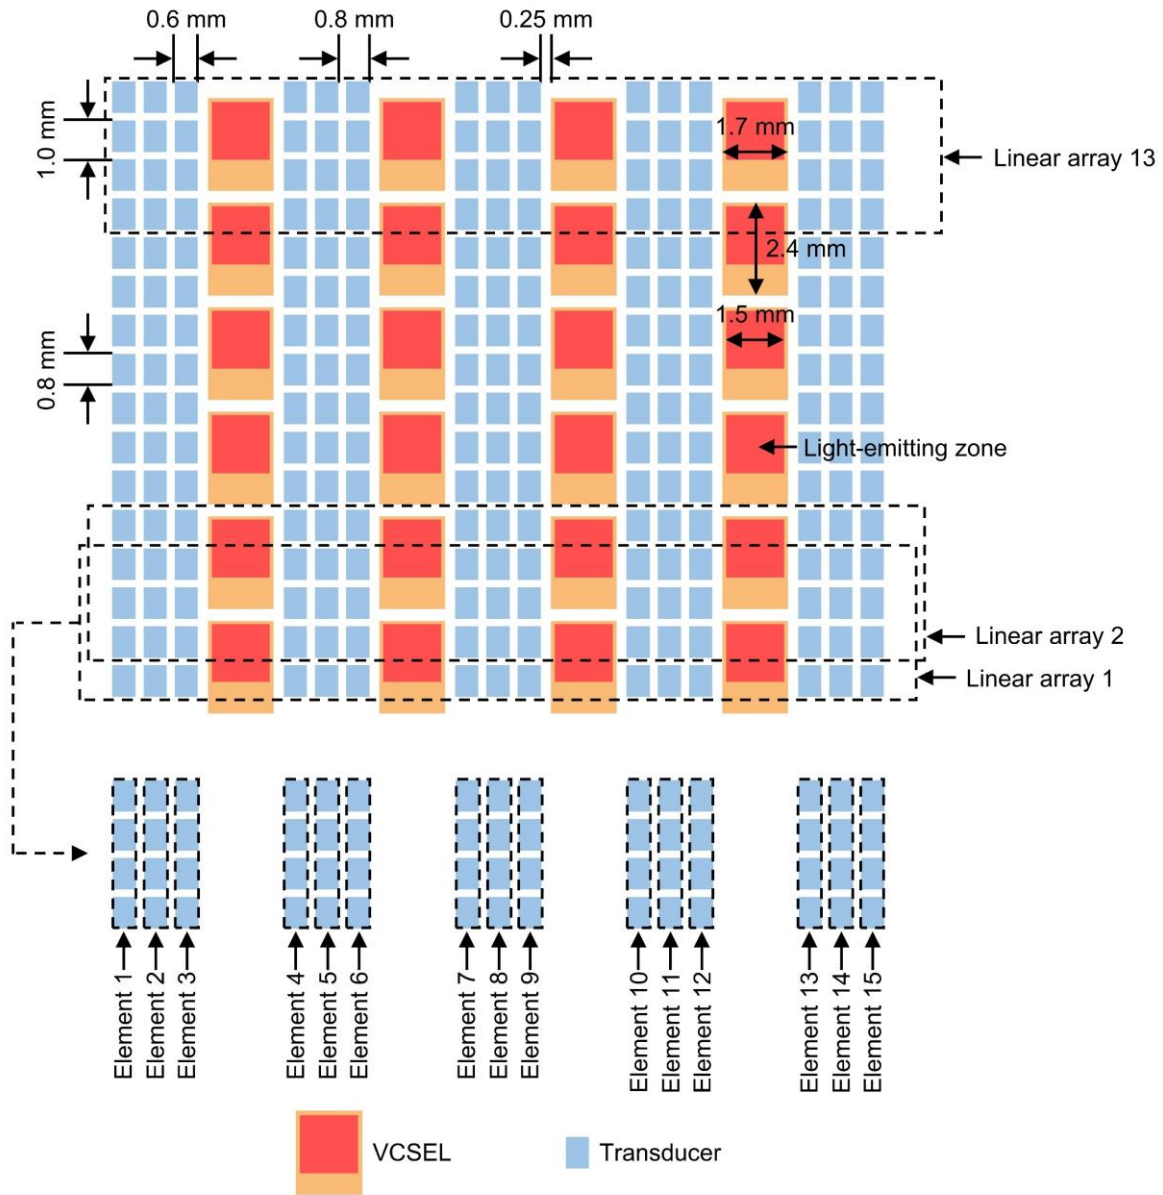 0.6 mm
0.8 mm
0.25 mm
1.0 mm
1.7 mm
Linear array 13
2.4 mm
1.5 mm
0.8 mm
Light-emitting zone
Linear array 2
Linear array 1
Element 1
Element 2
Element 3
Element 4
Element 5
Element 6
Element 7
Element 8
Element 9
Element 10
Element 11
Element 12
Element 13
Element 14
Element 15
VCSEL
Transducer